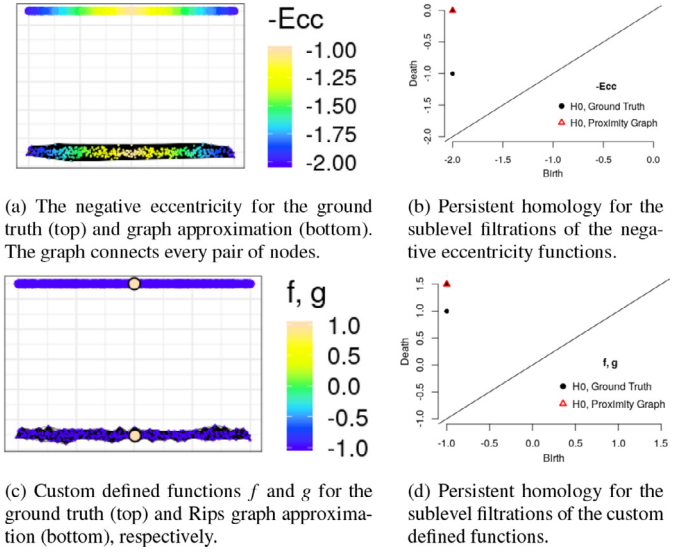 -Ecc
-1.00
-1.25
-1.50
-1.75
-2.00
0.0
-0.5
-1.0
-1.5
-2.0
Death
-Ecc
H0, Ground Truth
H0, Proximity Graph
-2.0 -1.5 -1.0 -0.5 0.0
Birth
(a) The negative eccentricity for the ground
truth (top) and graph approximation (bottom).
The graph connects every pair of nodes.
(b) Persistent homology for the
sublevel filtrations of the neg-
ative eccentricity functions.
f, g
1.0
0.5
0.0
-0.5
-1.0
1.5
1.0
0.5
0.0
-0.5
-1.0
Death
f, g
H0, Ground Truth
H0, Proximity Graph
-1.0 -0.5 0.0 0.5 1.0 1.5
Birth
(c) Custom defined functions f and g for the
ground truth (top) and Rips graph approxima-
tion (bottom), respectively.
(d) Persistent homology for the
sublevel filtrations of the custom
defined functions.